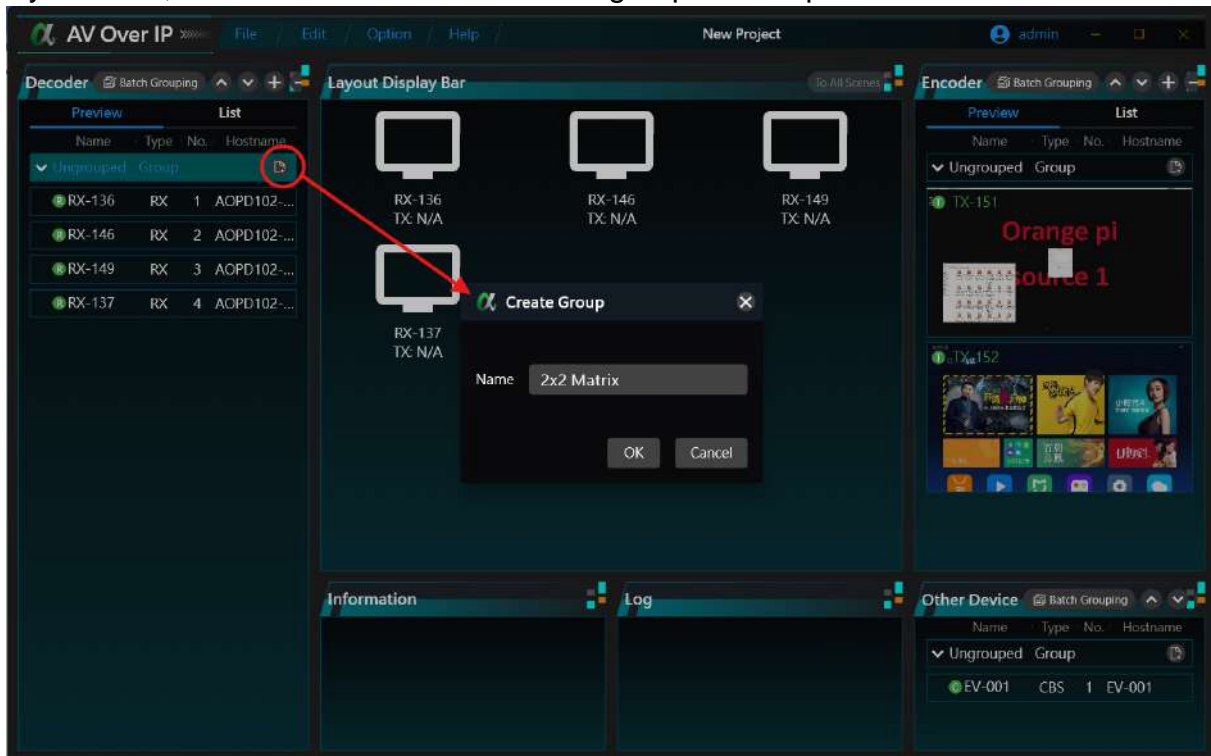 AV Over IP File / Edit / Option / Help / New Project admin
Decoder Batch Grouping
Preview List
Name Type No. Hostname
Ungrouped Group
RX-136 RX 1 AOPD102-...
RX-146 RX 2 AOPD102-...
RX-149 RX 3 AOPD102-...
RX-137 RX 4 AOPD102-...
Layout Display Bar To All Scenes
RX-136 RX-146 RX-149
TX: N/A TX: N/A TX: N/A
RX-137
TX: N/A
Create Group
Name 2x2 Matrix
OK Cancel
Information
Log
Encoder Batch Grouping
Preview List
Name Type No. Hostname
Ungrouped Group
TX-151
Orange pi
source 1
TX-152
Other Device Batch Grouping
Name Type No. Hostname
Ungrouped Group
EV-001 CBS 1 EV-001